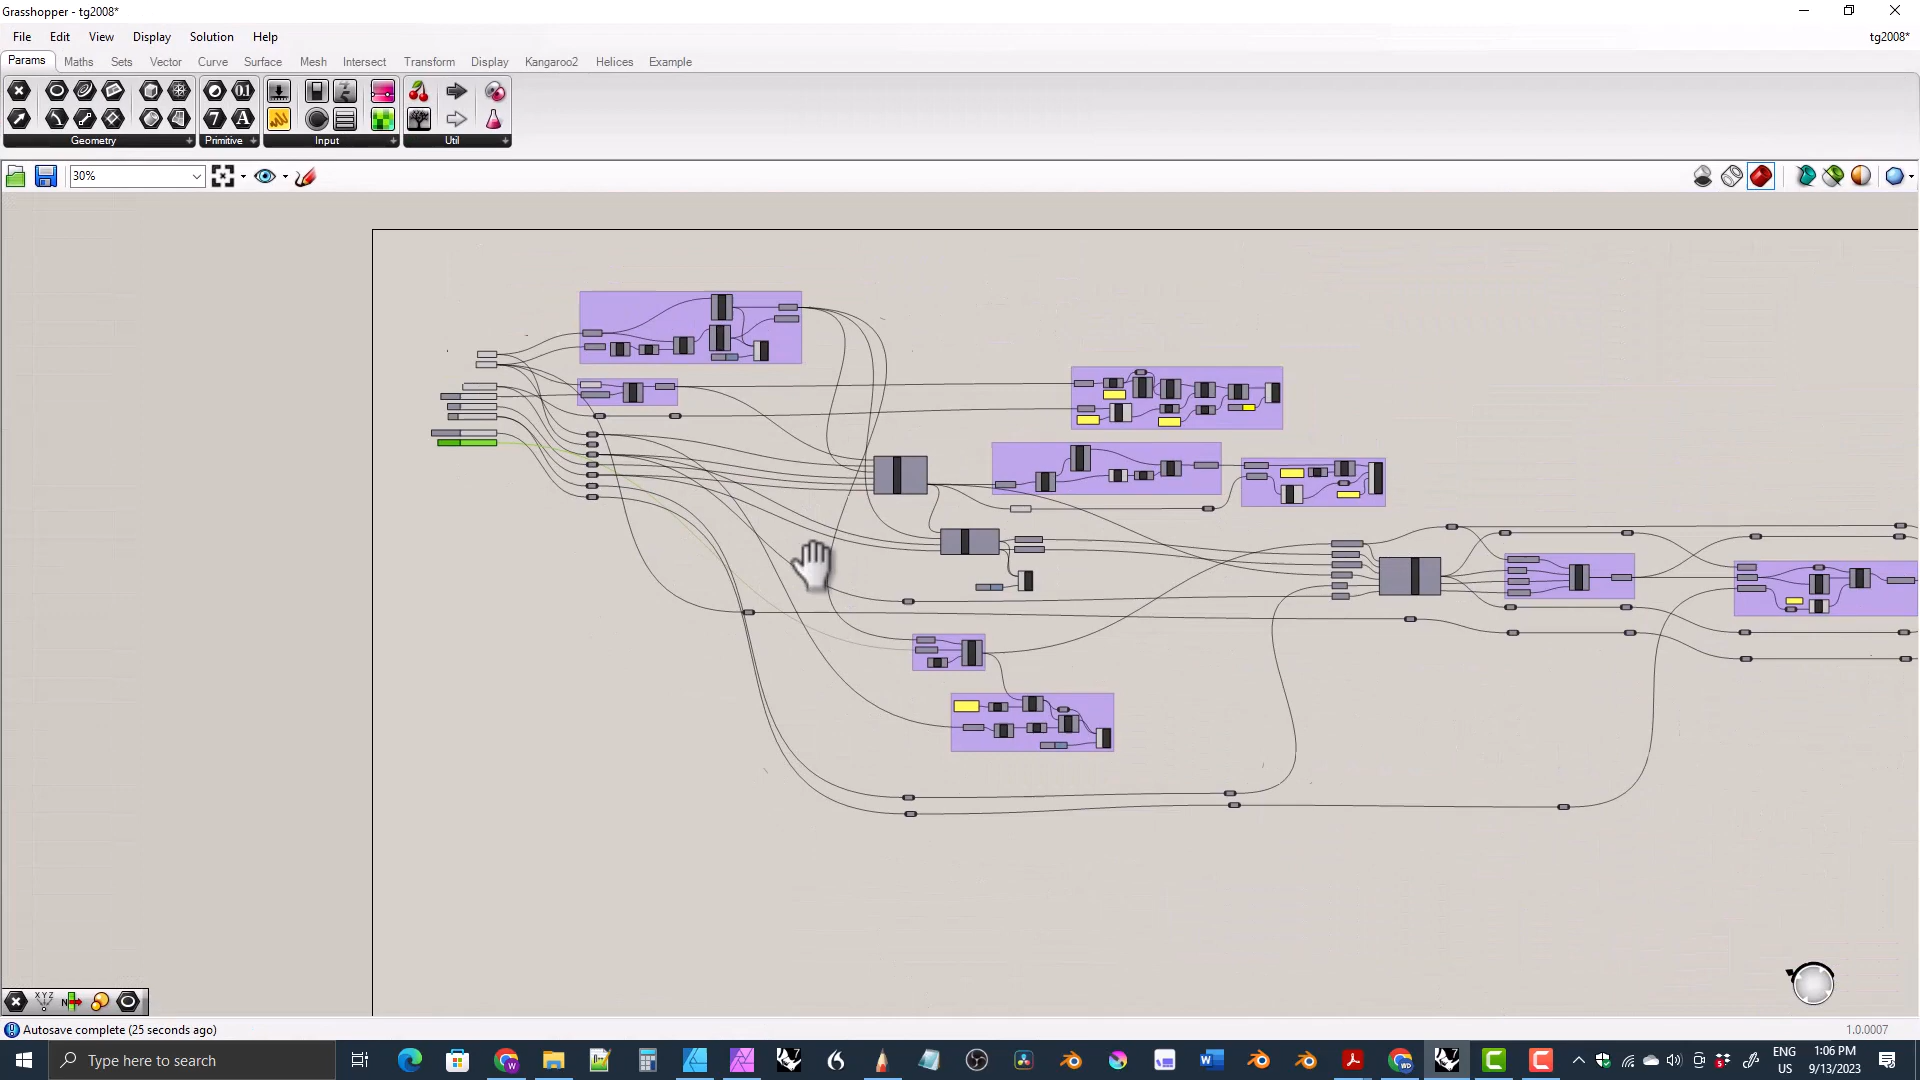 Grasshopper - tg2008*
File Edit View Display Solution Help
tg2008*
Params Maths Sets Vector Curve Surface Mesh Intersect Transform Display Kangaroo2 Helices Example
Geometry Primitive Input Util
30%
Autosave complete (25 seconds ago)
1.0.0007
Type here to search
ENG
US
1:06 PM
9/13/2023